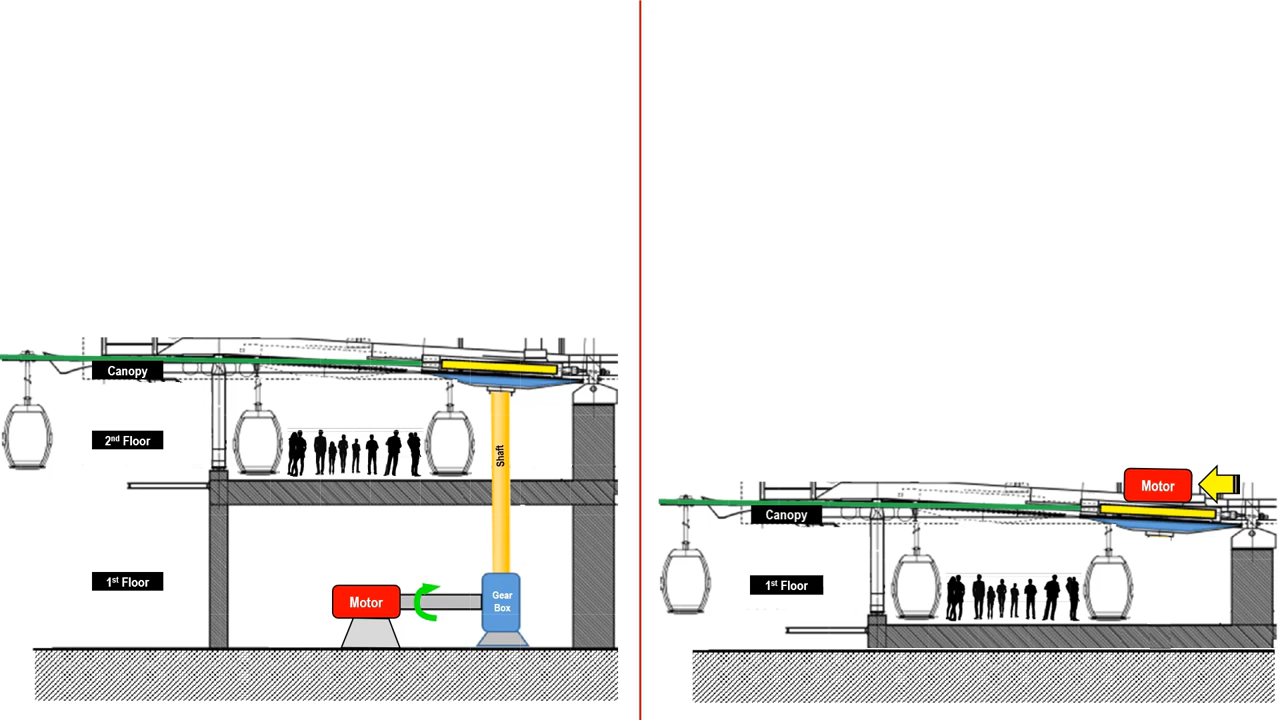 Canopy
2nd Floor
Shaft
1st Floor
Motor
Gear
Box
Motor
Canopy
1st Floor